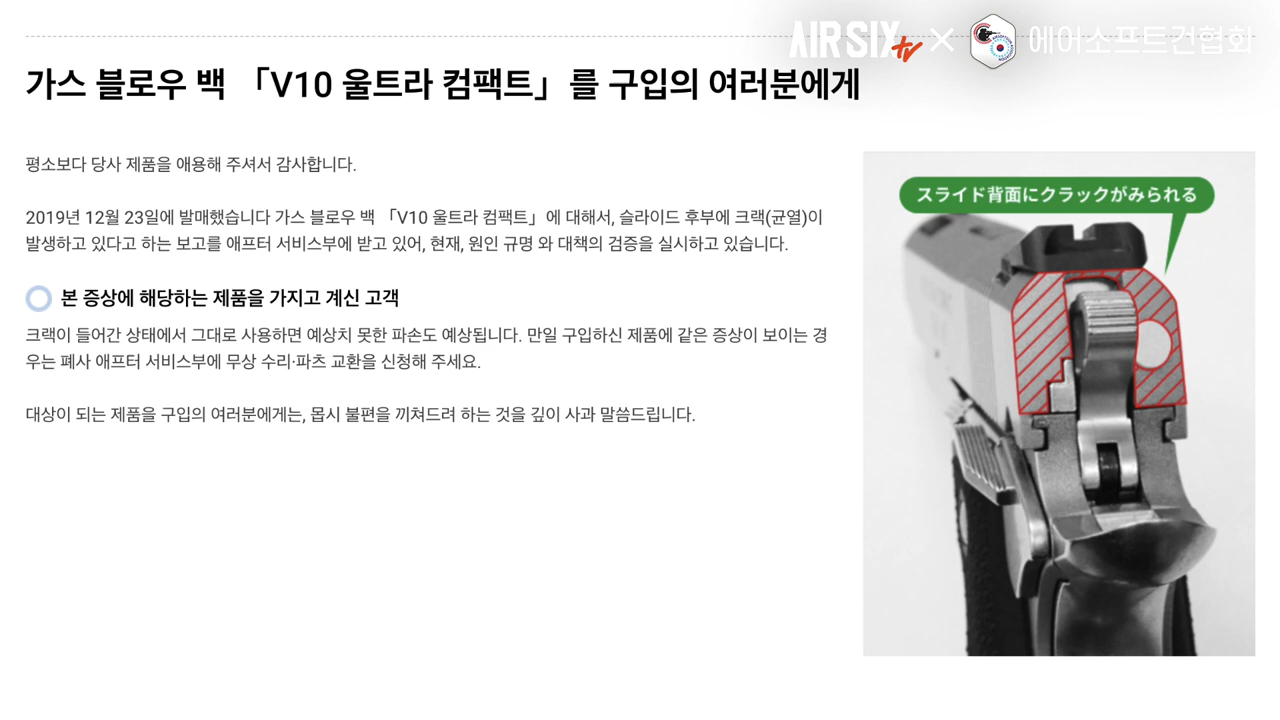 AIR SIX tv × 에어소프트건협회
가스 블로우 백 「V10 울트라 컴팩트」를 구입의 여러분에게
평소보다 당사 제품을 애용해 주셔서 감사합니다.
2019년 12월 23일에 발매했습니다 가스 블로우 백 「V10 울트라 컴팩트」에 대해서, 슬라이드 후부에 크랙(균열)이
발생하고 있다고 하는 보고를 애프터 서비스부에 받고 있어, 현재, 원인 규명 와 대책의 검증을 실시하고 있습니다.
본 증상에 해당하는 제품을 가지고 계신 고객
크랙이 들어간 상태에서 그대로 사용하면 예상치 못한 파손도 예상됩니다. 만일 구입하신 제품에 같은 증상이 보이는 경
우는 폐사 애프터 서비스부에 무상 수리·파츠 교환을 신청해 주세요.
대상이 되는 제품을 구입의 여러분에게는, 몹시 불편을 끼쳐드려 하는 것을 깊이 사과 말씀드립니다.
スライド背面にクラックがみられる